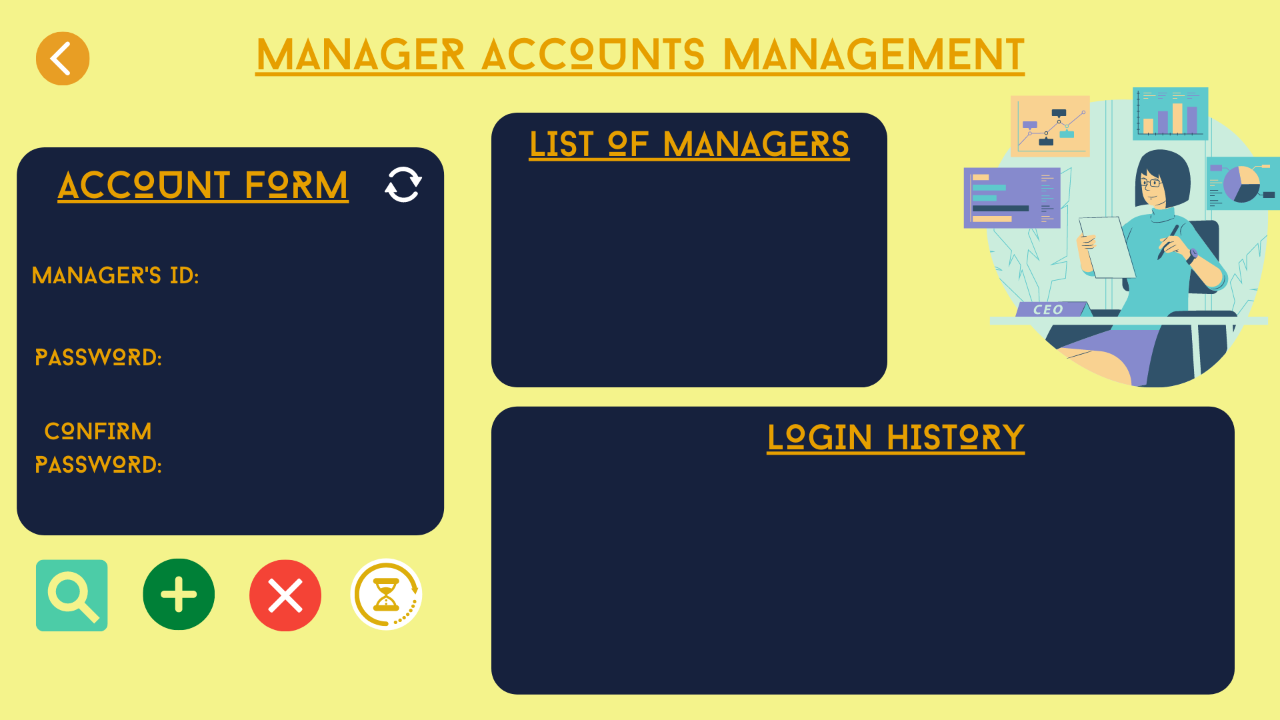 MANAGER ACCOUNTS MANAGEMENT
ACCOUNT FORM
MANAGER'S ID:
PASSWORD:
CONFIRM
PASSWORD:
LIST OF MANAGERS
CEO
LOGIN HISTORY